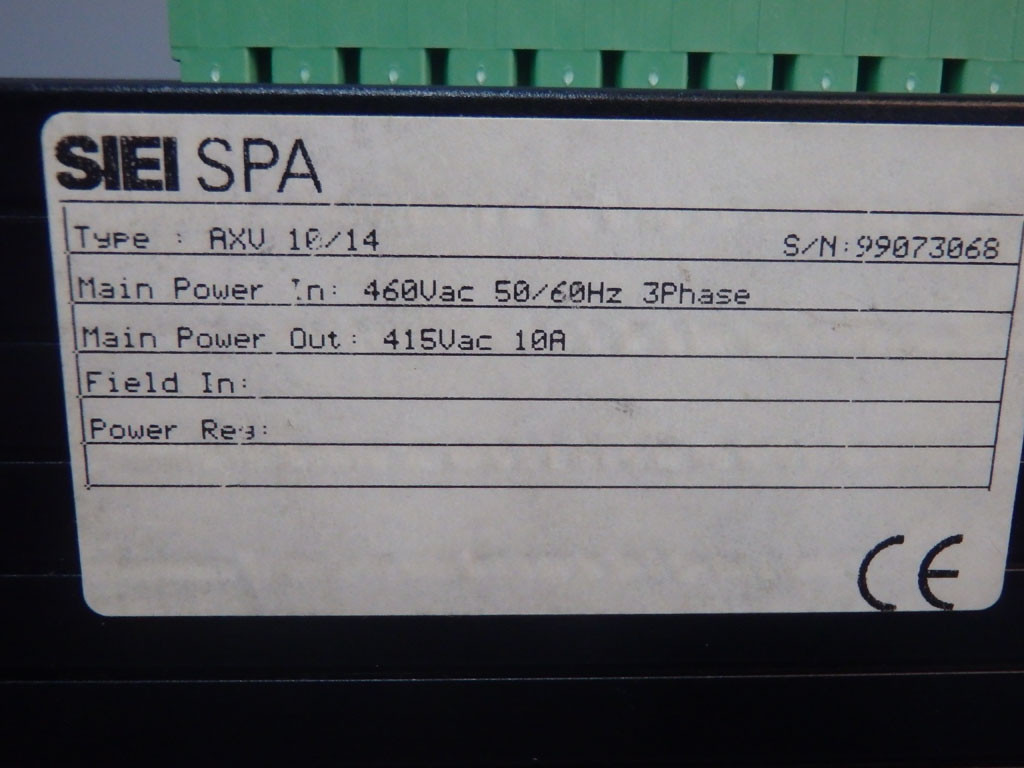 SIEI SPA
Type : AXV 10/14 S/N:99073068
Main Power In: 460Vac 50/60Hz 3Phase
Main Power Out: 415Vac 10A
Field In:
Power Reg:
CE